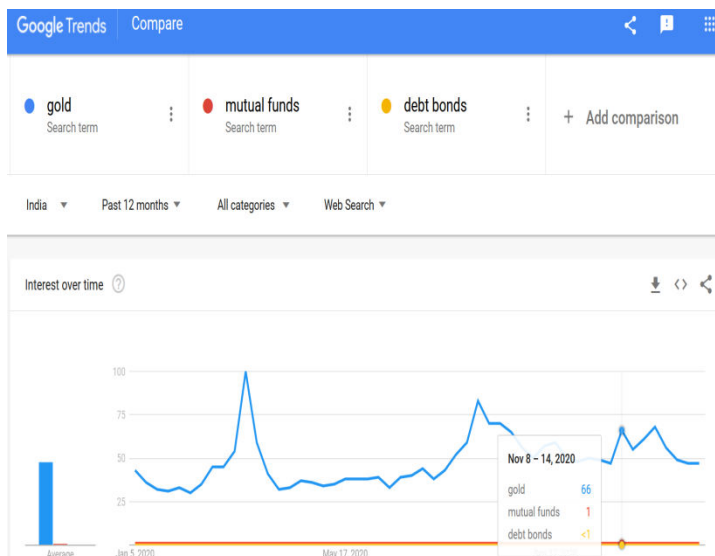 Google Trends Compare
gold
Search term
mutual funds
Search term
debt bonds
Search term
+ Add comparison
India
Past 12 months
All categories
Web Search
Interest over time ?
100
75
50
25
Average
Jan 5, 2020
May 17, 2020
Nov 8 – 14, 2020
gold 66
mutual funds 1
debt bonds <1